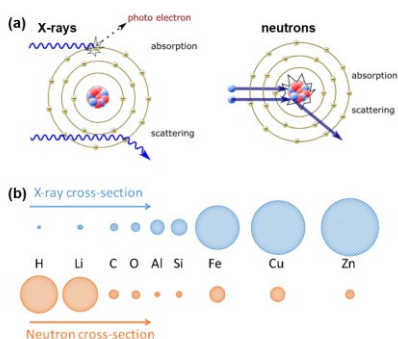 (a) X-rays photo electron neutrons
absorption absorption
scattering scattering
(b) X-ray cross-section
H Li C O Al Si Fe Cu Zn
Neutron cross-section